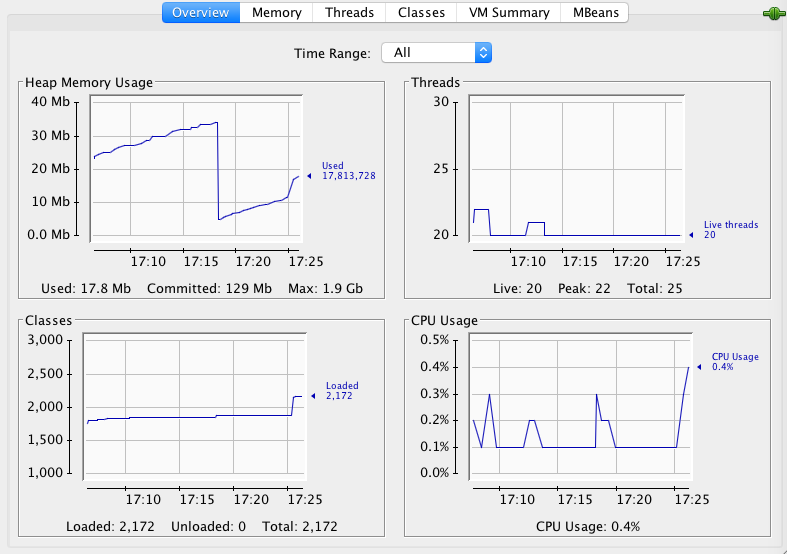 Overview Memory Threads Classes VM Summary MBeans
Time Range: All
Heap Memory Usage
40 Mb
30 Mb
20 Mb
10 Mb
0.0 Mb
Used
17,813,728
17:10 17:15 17:20 17:25
Used: 17.8 Mb Committed: 129 Mb Max: 1.9 Gb
Threads
30
25
20
Live threads
20
17:10 17:15 17:20 17:25
Live: 20 Peak: 22 Total: 25
Classes
3,000
2,500
2,000
1,500
1,000
Loaded
2,172
17:10 17:15 17:20 17:25
Loaded: 2,172 Unloaded: 0 Total: 2,172
CPU Usage
0.5%
0.4%
0.3%
0.2%
0.1%
0.0%
CPU Usage
0.4%
17:10 17:15 17:20 17:25
CPU Usage: 0.4%